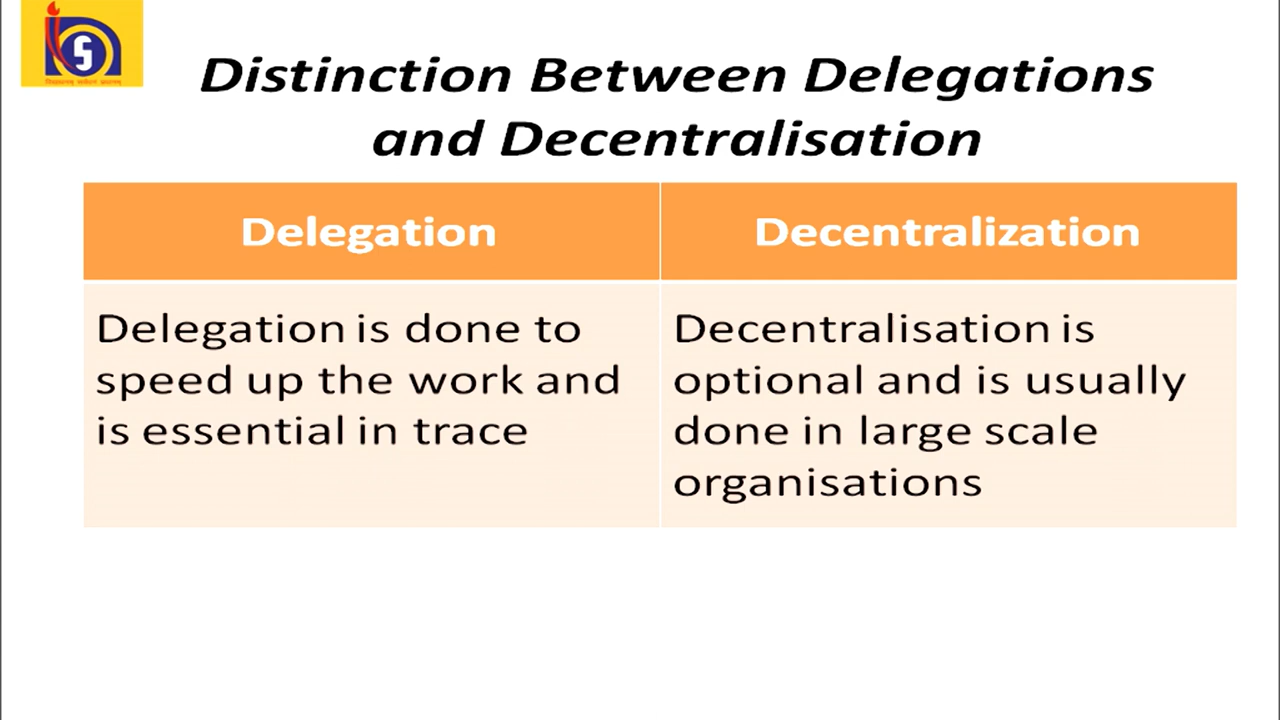 Distinction Between Delegations
and Decentralisation
Delegation
Decentralization
Delegation is done to
speed up the work and
is essential in trace
Decentralisation is
optional and is usually
done in large scale
organisations